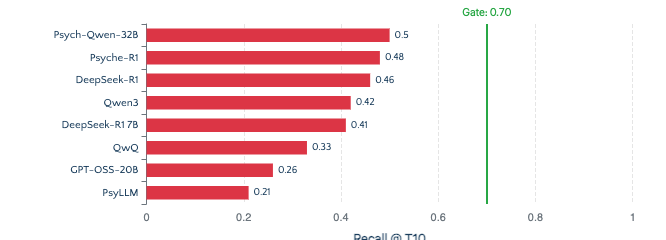 Gate: 0.70
Psych-Qwen-32B 0.5
Psyche-R1 0.48
DeepSeek-R1 0.46
Qwen3 0.42
DeepSeek-R1 7B 0.41
QwQ 0.33
GPT-OSS-20B 0.26
PsyLLM 0.21
0 0.2 0.4 0.6 0.8 1
Recall @ T10